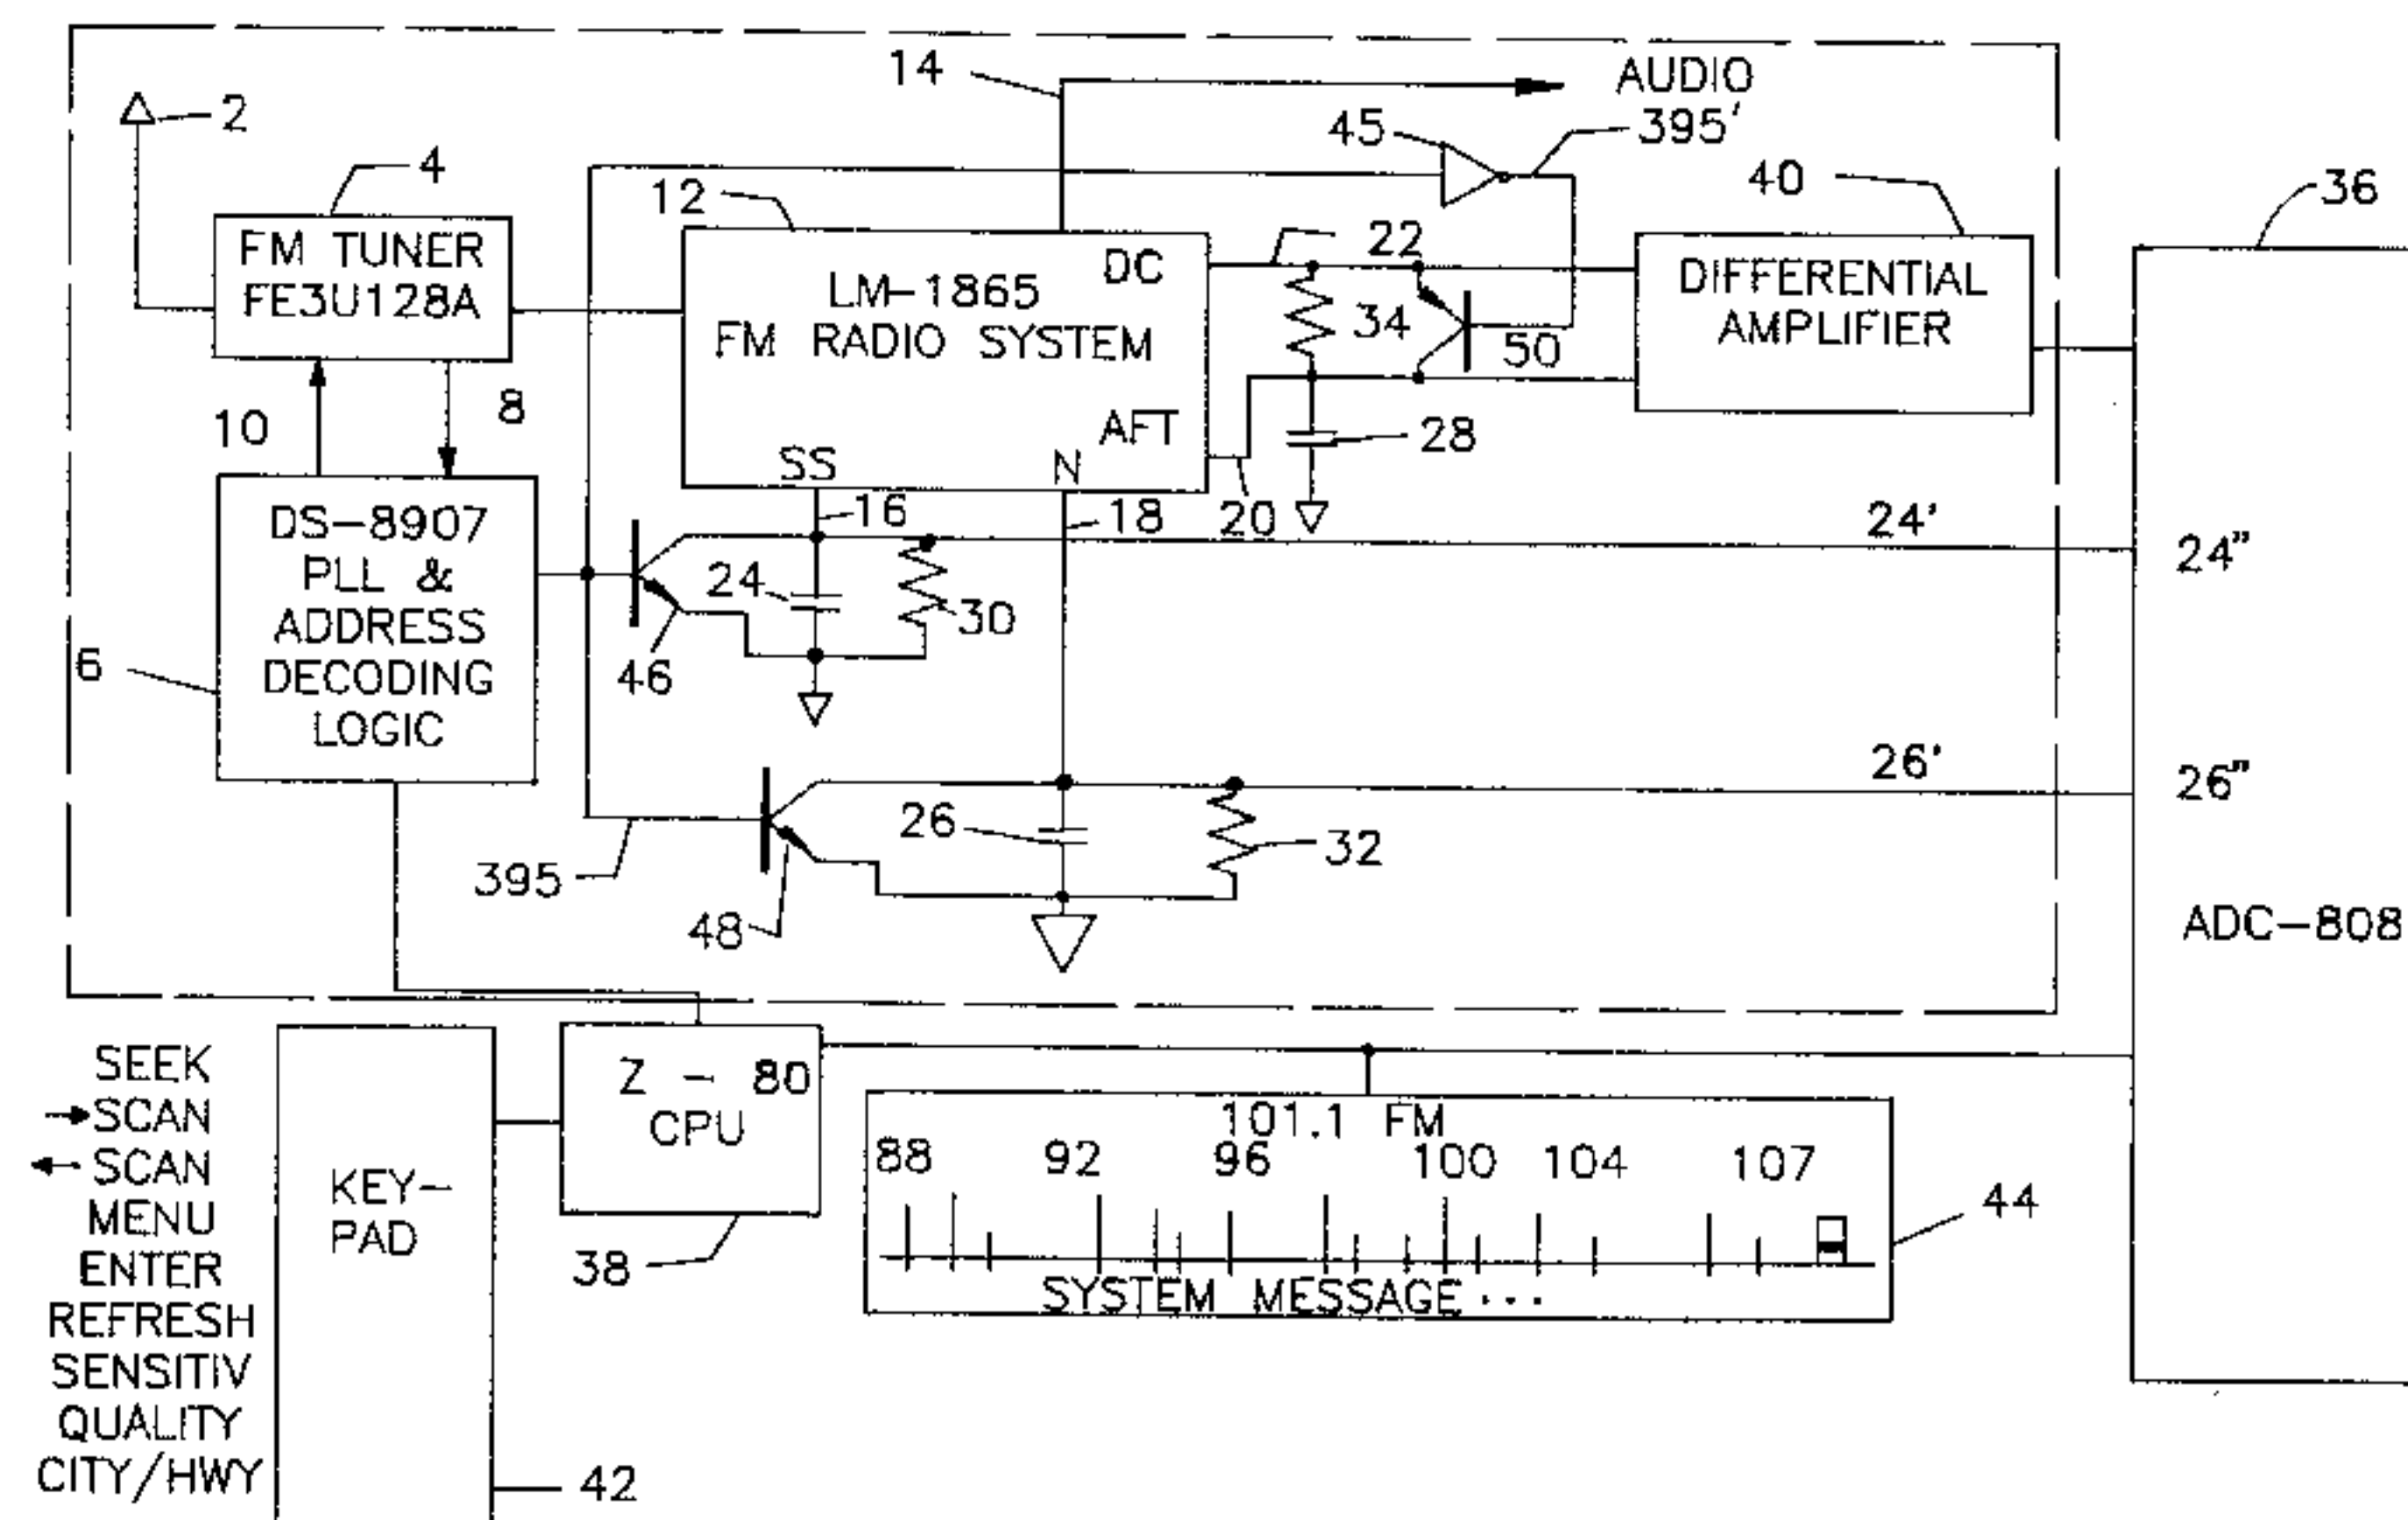 14
AUDIO
2
45
395'
4
12
40
36
FM TUNER
FE3U128A
DC
22
LM-1865
FM RADIO SYSTEM
34
50
DIFFERENTIAL
AMPLIFIER
10
8
AFT
28
SS
N
16
18
20
24'
24"
DS-8907
PLL &
ADDRESS
DECODING
LOGIC
24
30
6
46
26'
26"
26
32
395
48
ADC-808
SEEK
SCAN
SCAN
MENU
ENTER
REFRESH
SENSITIV
QUALITY
CITY/HWY
KEY-
PAD
42
Z - 80
CPU
38
101.1 FM
88 92 96 100 104 107
SYSTEM MESSAGE...
44